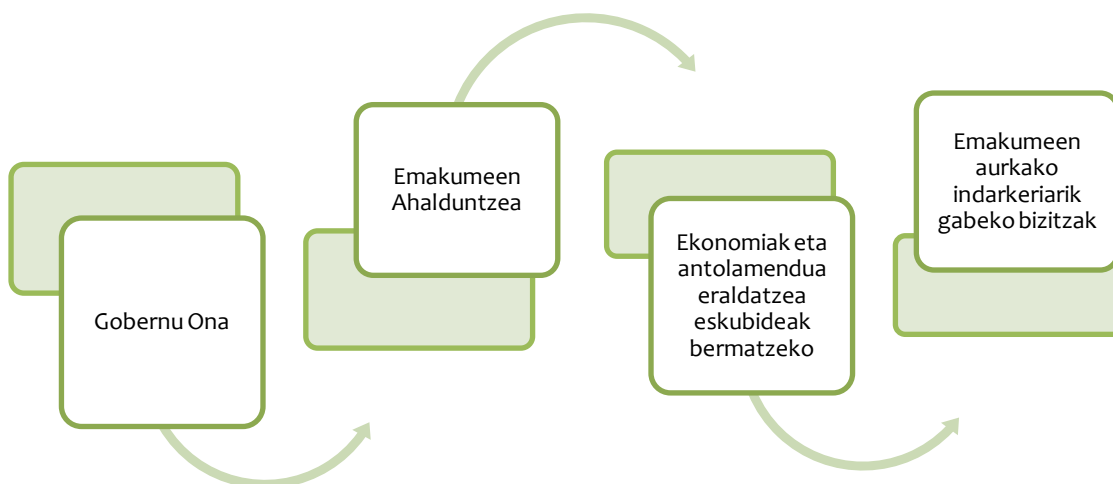 Gobernu Ona
Emakumeen
Ahalduntzea
Ekonomiak eta
antolamendua
eraldatzea
eskubideak
bermatzeko
Emakumeen
aurkako
indarkeriarik
gabeko bizitzak